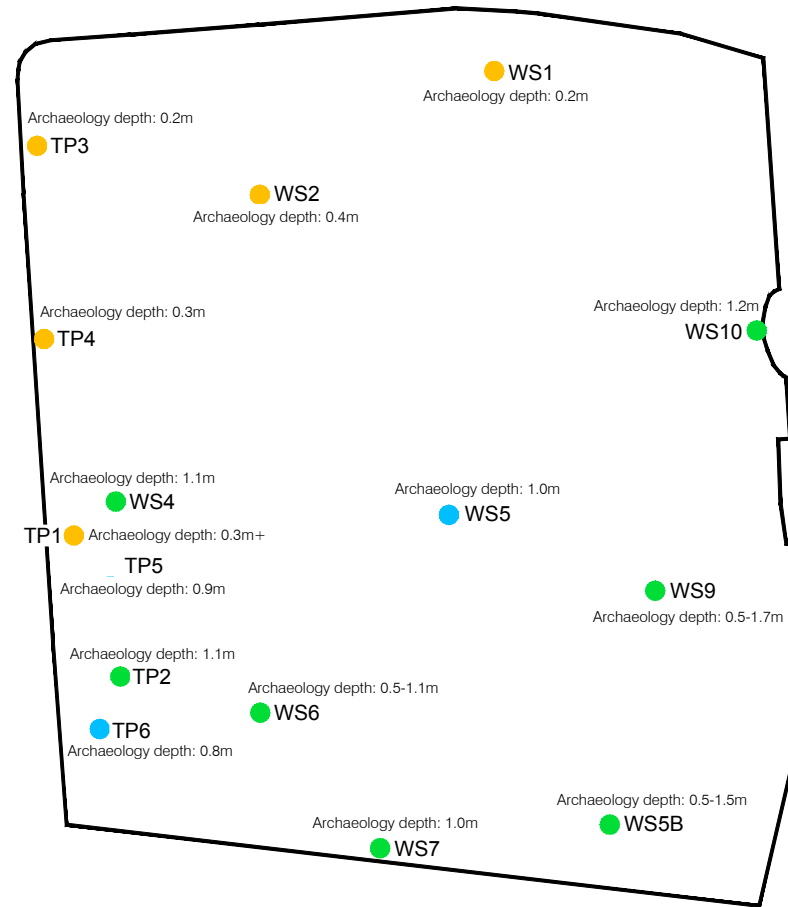 WS1
Archaeology depth: 0.2m
Archaeology depth: 0.2m
TP3
WS2
Archaeology depth: 0.4m
Archaeology depth: 0.3m
TP4
Archaeology depth: 1.2m
WS10
Archaeology depth: 1.1m
WS4
Archaeology depth: 1.0m
WS5
TP1 Archaeology depth: 0.3m+
TP5
Archaeology depth: 0.9m
WS9
Archaeology depth: 0.5-1.7m
Archaeology depth: 1.1m
TP2
Archaeology depth: 0.5-1.1m
WS6
TP6
Archaeology depth: 0.8m
Archaeology depth: 0.5-1.5m
WS5B
Archaeology depth: 1.0m
WS7